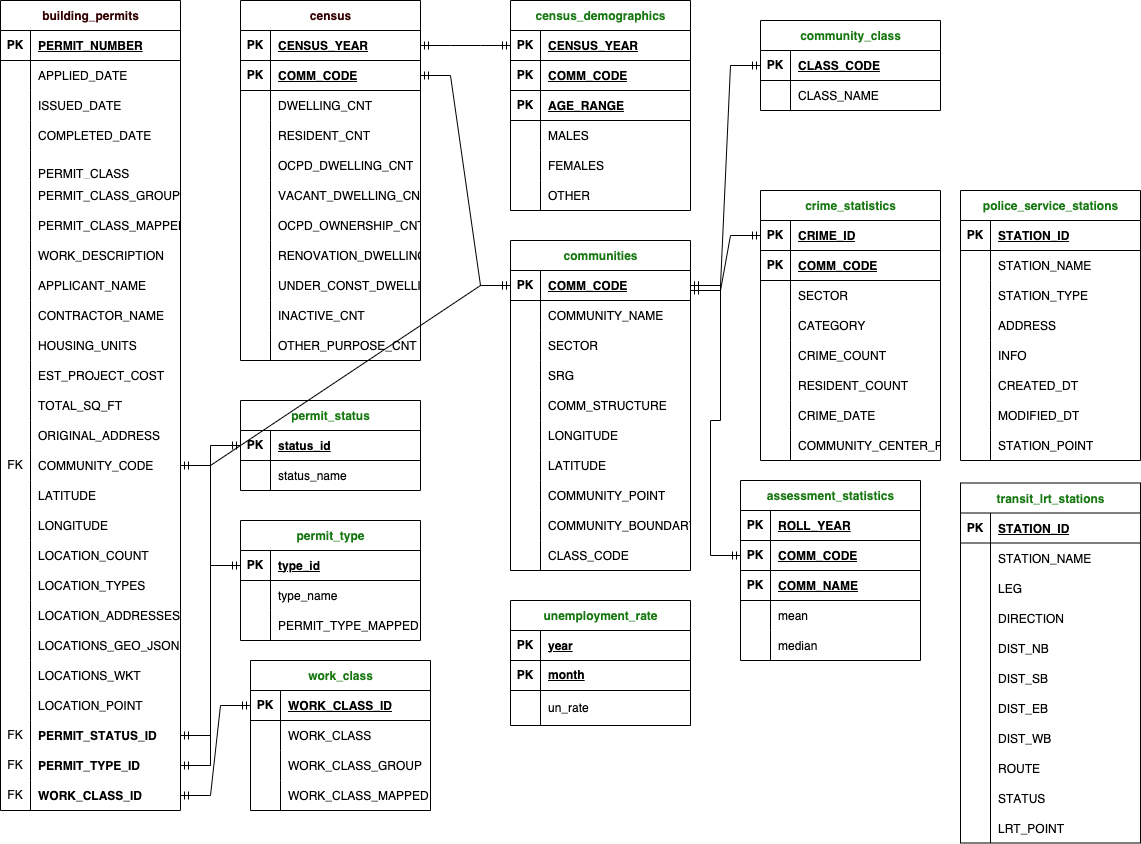 building_permits
PK PERMIT_NUMBER
APPLIED_DATE
ISSUED_DATE
COMPLETED_DATE
PERMIT_CLASS
PERMIT_CLASS_GROUP
PERMIT_CLASS_MAPPE
WORK_DESCRIPTION
APPLICANT_NAME
CONTRACTOR_NAME
HOUSING_UNITS
EST_PROJECT_COST
TOTAL_SQ_FT
ORIGINAL_ADDRESS
FK COMMUNITY_CODE
LATITUDE
LONGITUDE
LOCATION_COUNT
LOCATION_TYPES
LOCATION_ADDRESSES
LOCATIONS_GEO_JSON
LOCATIONS_WKT
LOCATION_POINT
FK PERMIT_STATUS_ID
FK PERMIT_TYPE_ID
FK WORK_CLASS_ID
census
PK CENSUS_YEAR
PK COMM_CODE
DWELLING_CNT
RESIDENT_CNT
OCPD_DWELLING_CNT
VACANT_DWELLING_CN
OCPD_OWNERSHIP_CNT
RENOVATION_DWELLING
UNDER_CONST_DWELLI
INACTIVE_CNT
OTHER_PURPOSE_CNT
permit_status
PK status_id
status_name
permit_type
PK type_id
type_name
PERMIT_TYPE_MAPPED
work_class
PK WORK_CLASS_ID
WORK_CLASS
WORK_CLASS_GROUP
WORK_CLASS_MAPPED
census_demographics
PK CENSUS_YEAR
PK COMM_CODE
PK AGE_RANGE
MALES
FEMALES
OTHER
communities
PK COMM_CODE
COMMUNITY_NAME
SECTOR
SRG
COMM_STRUCTURE
LONGITUDE
LATITUDE
COMMUNITY_POINT
COMMUNITY_BOUNDAR
CLASS_CODE
unemployment_rate
PK year
PK month
un_rate
community_class
PK CLASS_CODE
CLASS_NAME
crime_statistics
PK CRIME_ID
PK COMM_CODE
SECTOR
CATEGORY
CRIME_COUNT
RESIDENT_COUNT
CRIME_DATE
COMMUNITY_CENTER_P
assessment_statistics
PK ROLL_YEAR
PK COMM_CODE
PK COMM_NAME
mean
median
police_service_stations
PK STATION_ID
STATION_NAME
STATION_TYPE
ADDRESS
INFO
CREATED_DT
MODIFIED_DT
STATION_POINT
transit_lrt_stations
PK STATION_ID
STATION_NAME
LEG
DIRECTION
DIST_NB
DIST_SB
DIST_EB
DIST_WB
ROUTE
STATUS
LRT_POINT